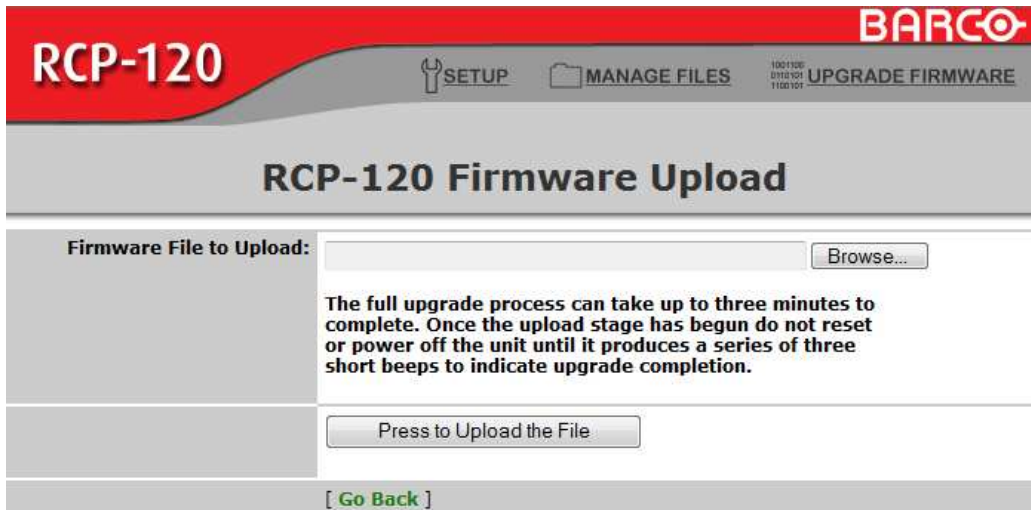 BARCO
RCP-120
SETUP
MANAGE FILES
1001100
0110101
1100101
UPGRADE FIRMWARE
RCP-120 Firmware Upload
Firmware File to Upload:
Browse...
The full upgrade process can take up to three minutes to
complete. Once the upload stage has begun do not reset
or power off the unit until it produces a series of three
short beeps to indicate upgrade completion.
Press to Upload the File
[ Go Back ]